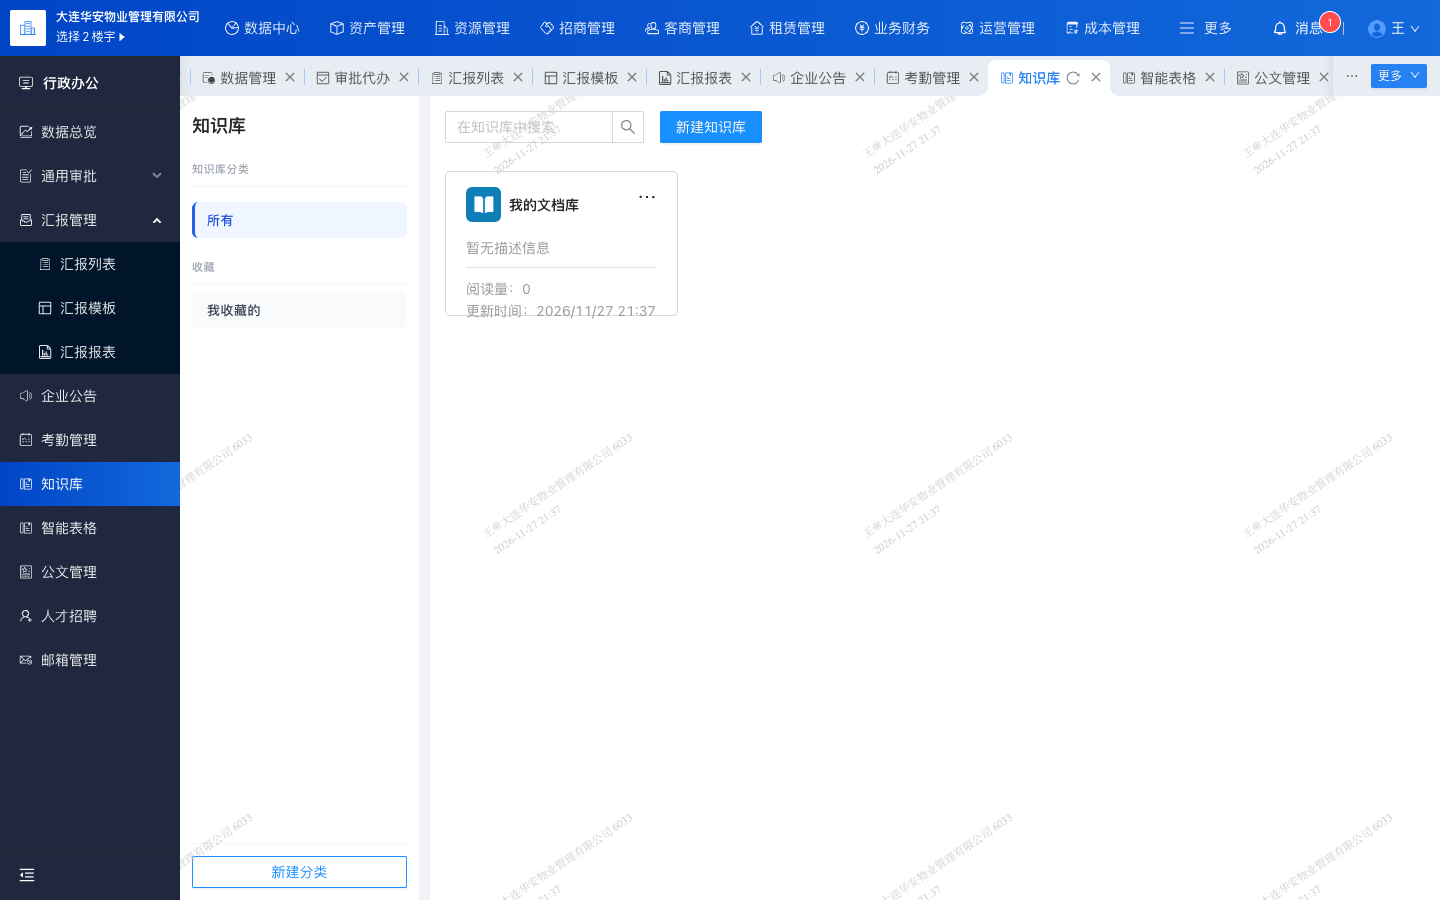 大连华安物业管理有限公司
选择 2 楼宇
数据中心
资产管理
资源管理
招商管理
客商管理
租赁管理
业务财务
运营管理
成本管理
更多
消息
1
王
行政办公
数据总览
通用审批
汇报管理
汇报列表
汇报模板
汇报报表
企业公告
考勤管理
知识库
智能表格
公文管理
人才招聘
邮箱管理
数据管理
审批代办
汇报列表
汇报模板
汇报报表
企业公告
考勤管理
知识库
智能表格
公文管理
更多
知识库
知识库分类
所有
收藏
我收藏的
新建分类
在知识库中搜索
新建知识库
我的文档库
暂无描述信息
阅读量：0
更新时间：2026/11/27 21:37
王@大连华安物业管理有限公司 6033
2026-11-27 21:37